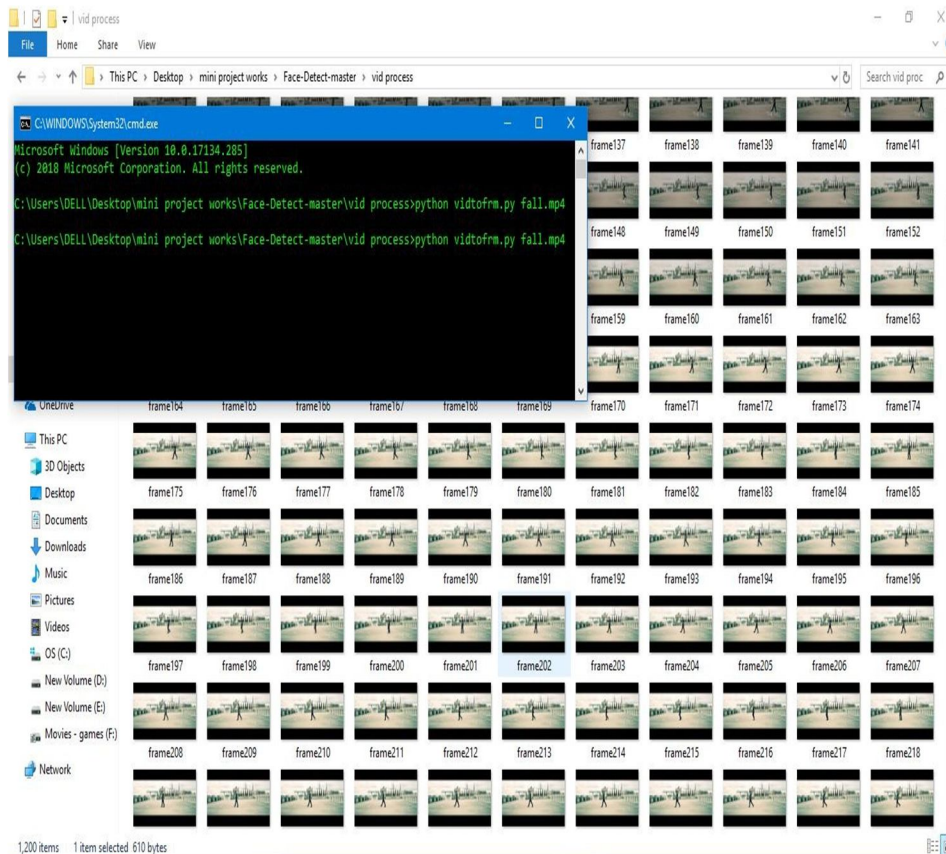 vid process
File Home Share View
This PC > Desktop > mini project works > Face-Detect-master > vid process
Search vid proc
C:\WINDOWS\System32\cmd.exe
Microsoft Windows [Version 10.0.17134.285]
(c) 2018 Microsoft Corporation. All rights reserved.
C:\Users\DELL\Desktop\mini project works\Face-Detect-master\vid process>python vidtofrm.py fall.mp4
C:\Users\DELL\Desktop\mini project works\Face-Detect-master\vid process>python vidtofrm.py fall.mp4
frame137 frame138 frame139 frame140 frame141
frame148 frame149 frame150 frame151 frame152
frame159 frame160 frame161 frame162 frame163
OneDrive
frame164 frame165 frame166 frame167 frame168 frame169 frame170 frame171 frame172 frame173 frame174
This PC
3D Objects
Desktop
frame175 frame176 frame177 frame178 frame179 frame180 frame181 frame182 frame183 frame184 frame185
Documents
Downloads
Music
frame186 frame187 frame188 frame189 frame190 frame191 frame192 frame193 frame194 frame195 frame196
Pictures
Videos
OS (C:)
frame197 frame198 frame199 frame200 frame201 frame202 frame203 frame204 frame205 frame206 frame207
New Volume (D:)
New Volume (E:)
Movies - games (F:)
frame208 frame209 frame210 frame211 frame212 frame213 frame214 frame215 frame216 frame217 frame218
Network
1,200 items 1 item selected 610 bytes